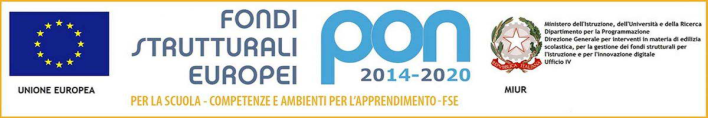 UNIONE EUROPEA
FONDI
STRUTTURALI
EUROPEI
pon
2014-2020
PER LA SCUOLA - COMPETENZE E AMBIENTI PER L'APPRENDIMENTO -FSE
REPVBBLICA ITALIANA
MIUR
Ministero dell'Istruzione, dell'Università e della Ricerca
Dipartimento per la Programmazione
Direzione Generale per interventi in materia di edilizia
scolastica, per la gestione dei fondi strutturali per
l'istruzione e per l'innovazione digitale
Ufficio IV